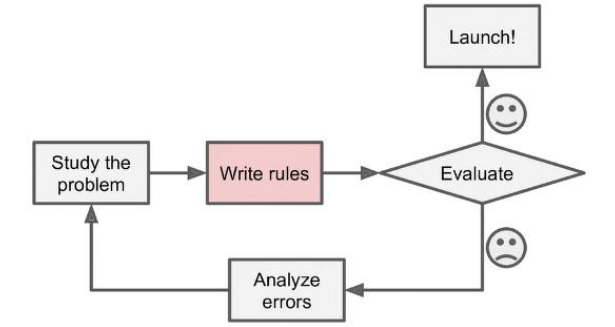 Launch!
Study the
problem
Write rules
Evaluate
Analyze
errors